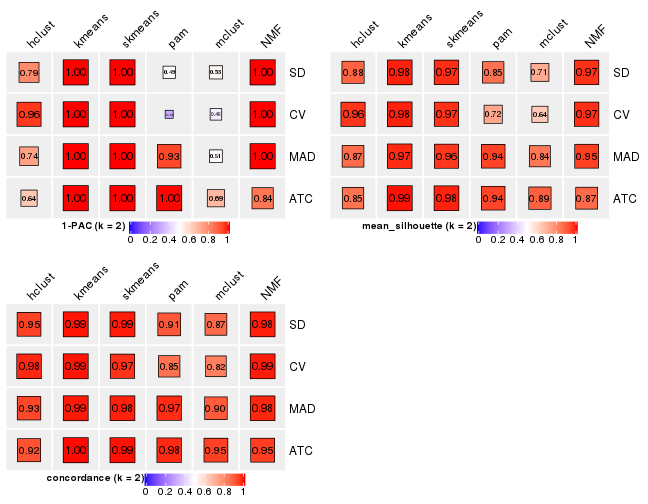 hclust kmeans skmeans pam mclust NMF
0.79 1.00 1.00 0.49 0.53 1.00 SD
0.96 1.00 1.00 1.00 CV
0.74 1.00 1.00 0.93 0.51 1.00 MAD
0.64 1.00 1.00 1.00 0.69 0.84 ATC
1-PAC (k = 2)
0 0.2 0.4 0.6 0.8 1
hclust kmeans skmeans pam mclust NMF
0.88 0.98 0.97 0.85 0.71 0.97 SD
0.96 0.98 0.97 0.72 0.64 0.97 CV
0.87 0.97 0.96 0.94 0.84 0.95 MAD
0.85 0.99 0.98 0.94 0.89 0.87 ATC
mean_silhouette (k = 2)
0 0.2 0.4 0.6 0.8 1
hclust kmeans skmeans pam mclust NMF
0.95 0.99 0.99 0.91 0.87 0.98 SD
0.98 0.99 0.97 0.85 0.82 0.99 CV
0.93 0.99 0.98 0.97 0.90 0.98 MAD
0.92 1.00 0.99 0.98 0.95 0.95 ATC
concordance (k = 2)
0 0.2 0.4 0.6 0.8 1